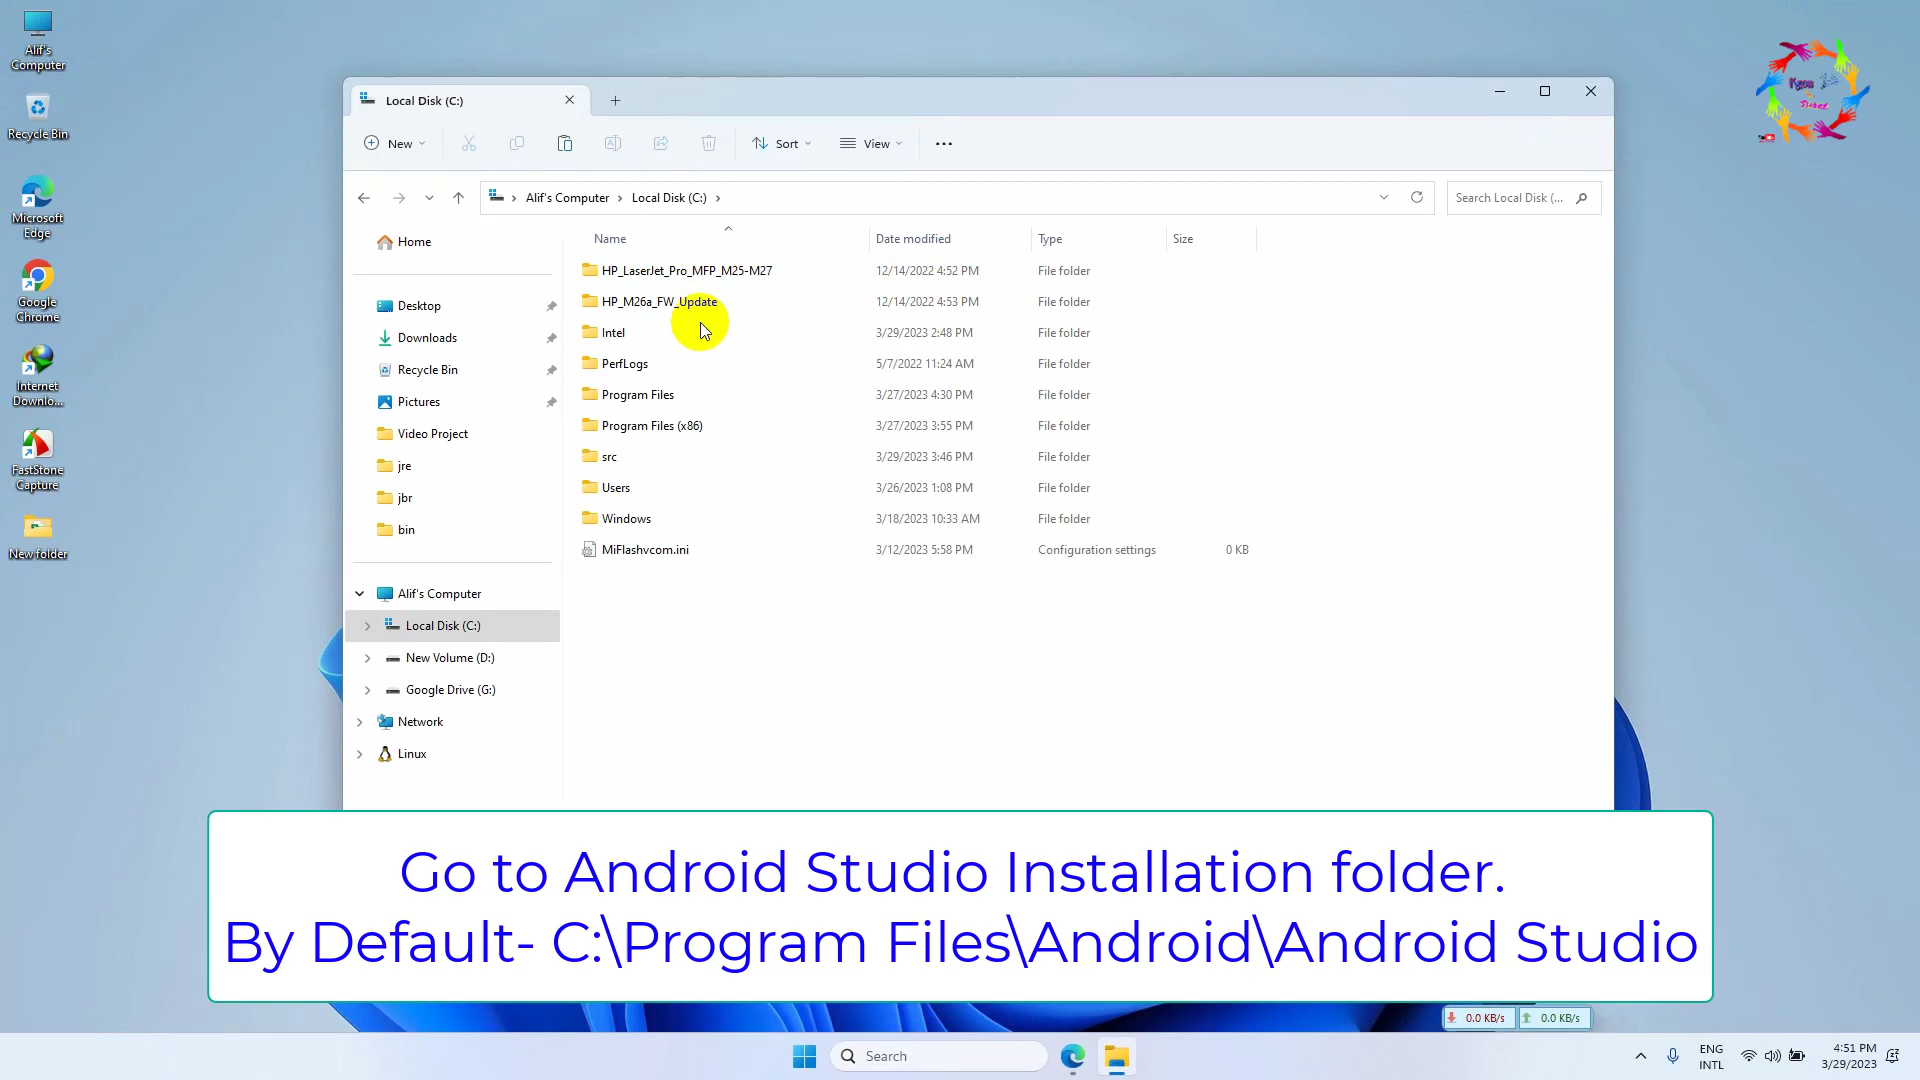 Alif's Computer
Recycle Bin
Microsoft Edge
Google Chrome
Internet Downlo...
FastStone Capture
New folder
Local Disk (C:)
New
Sort
View
Alif's Computer
Local Disk (C:)
Search Local Disk (...
Home
Desktop
Downloads
Recycle Bin
Pictures
Video Project
jre
jbr
bin
Alif's Computer
Local Disk (C:)
New Volume (D:)
Google Drive (G:)
Network
Linux
Name Date modified Type Size
HP_LaserJet_Pro_MFP_M25-M27 12/14/2022 4:52 PM File folder
HP_M26a_FW_Update 12/14/2022 4:53 PM File folder
Intel 3/29/2023 2:48 PM File folder
PerfLogs 5/7/2022 11:24 AM File folder
Program Files 3/27/2023 4:30 PM File folder
Program Files (x86) 3/27/2023 3:55 PM File folder
src 3/29/2023 3:46 PM File folder
Users 3/26/2023 1:08 PM File folder
Windows 3/18/2023 10:33 AM File folder
MiFlashvcom.ini 3/12/2023 5:58 PM Configuration settings 0 KB
Go to Android Studio Installation folder.
By Default- C:\Program Files\Android\Android Studio
0.0 KB/s 0.0 KB/s
Search
ENG
INTL
4:51 PM
3/29/2023